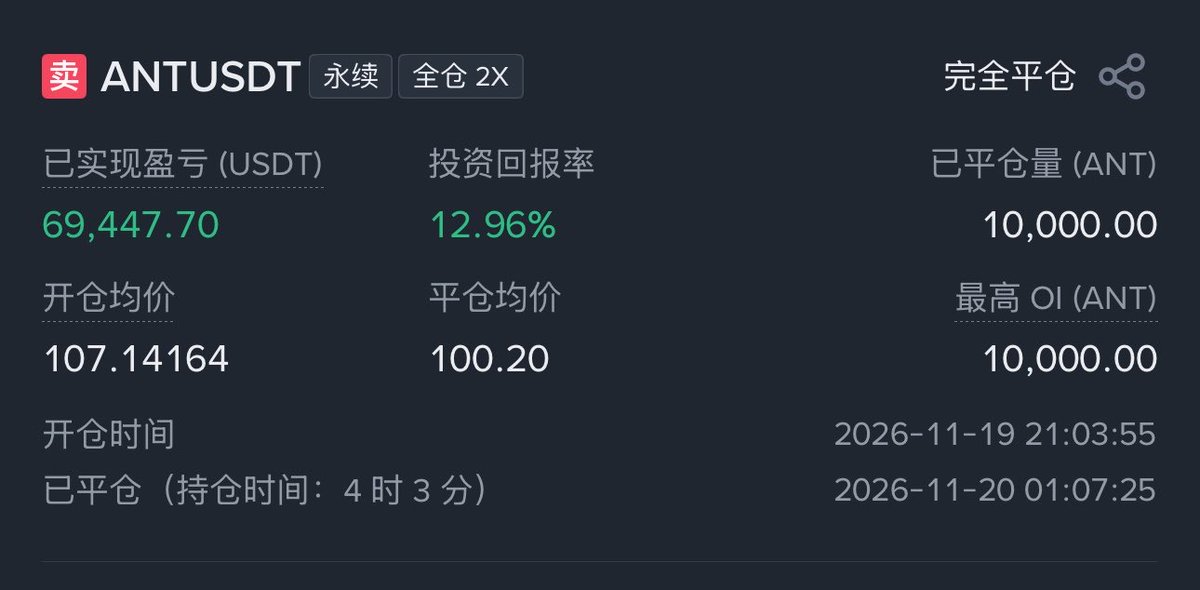 卖 ANTUSDT 永续 全仓 2X 完全平仓
已实现盈亏 (USDT) 投资回报率 已平仓量 (ANT)
69,447.70 12.96% 10,000.00
开仓均价 平仓均价 最高 OI (ANT)
107.14164 100.20 10,000.00
开仓时间 2026-11-19 21:03:55
已平仓（持仓时间：4 时 3 分） 2026-11-20 01:07:25